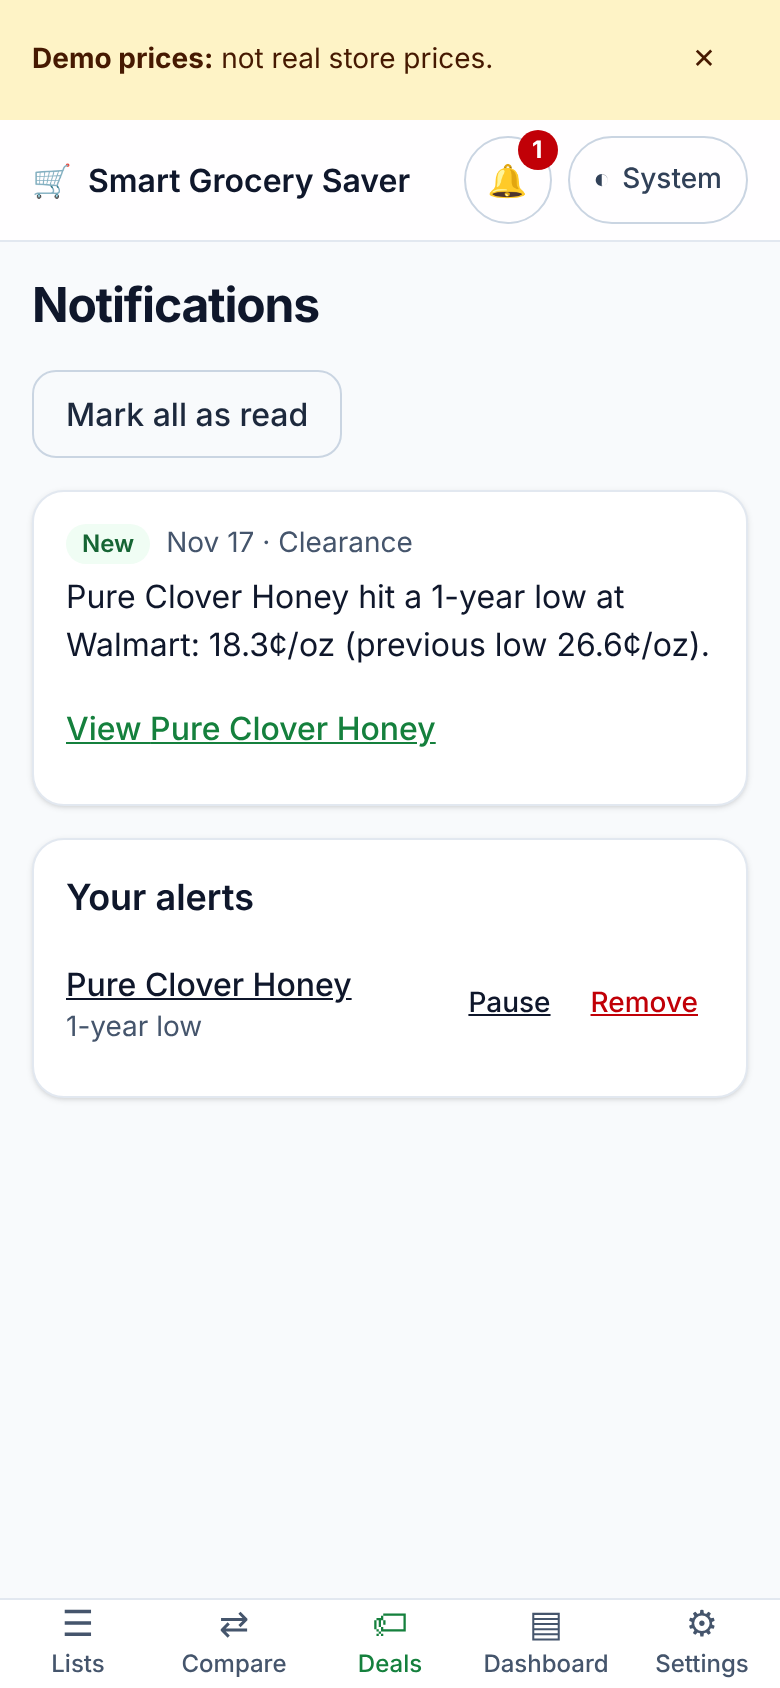 Demo prices: not real store prices. ✕
Smart Grocery Saver
1
System
Notifications
Mark all as read
New Nov 17 · Clearance
Pure Clover Honey hit a 1-year low at
Walmart: 18.3¢/oz (previous low 26.6¢/oz).
View Pure Clover Honey
Your alerts
Pure Clover Honey
1-year low
Pause Remove
Lists Compare Deals Dashboard Settings